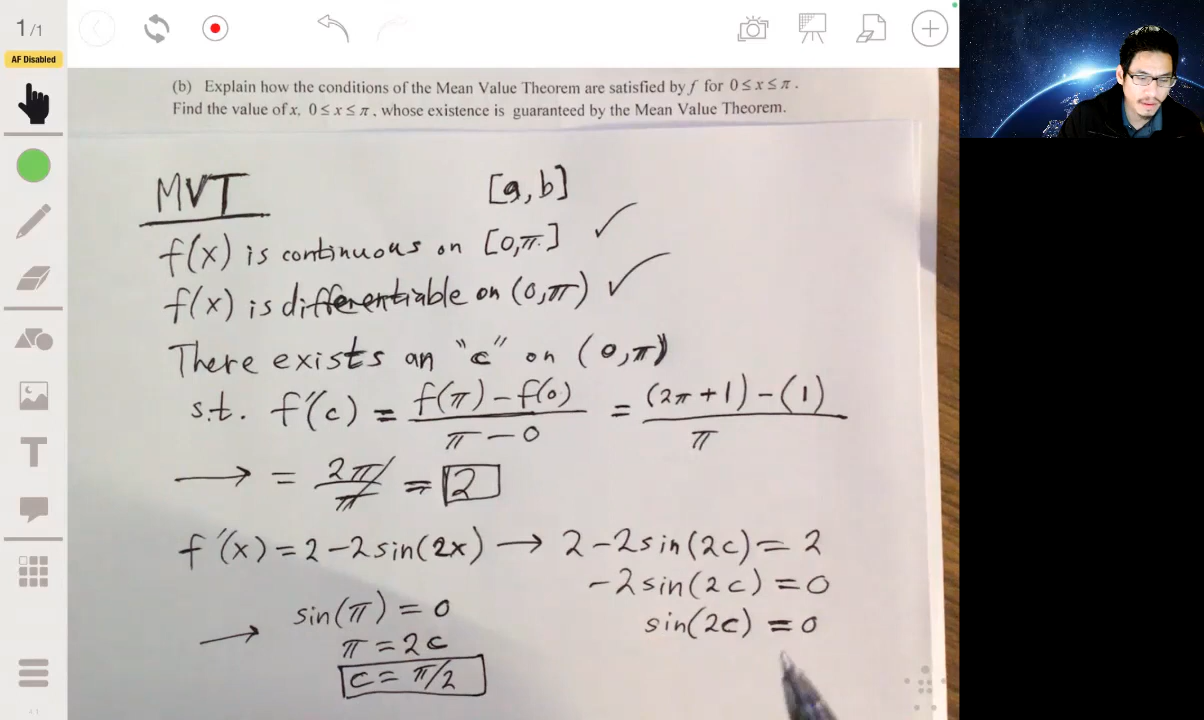 1/1
AF Disabled
(b) Explain how the conditions of the Mean Value Theorem are satisfied by f for 0 ≤ x ≤ π.
Find the value of x, 0 ≤ x ≤ π, whose existence is guaranteed by the Mean Value Theorem.
MVT [a,b]
f(x) is continuous on [0,π] ✓
f(x) is differentiable on (0,π) ✓
There exists an "c" on (0,π)
s.t. f'(c) = f(π)-f(0) / π-0 = (2π+1)-(1) / π
→ = 2π/π = 2
f'(x) = 2-2sin(2x) → 2-2sin(2c) = 2
-2sin(2c) = 0
sin(2c) = 0
→ sin(π) = 0
π = 2c
c = π/2
T